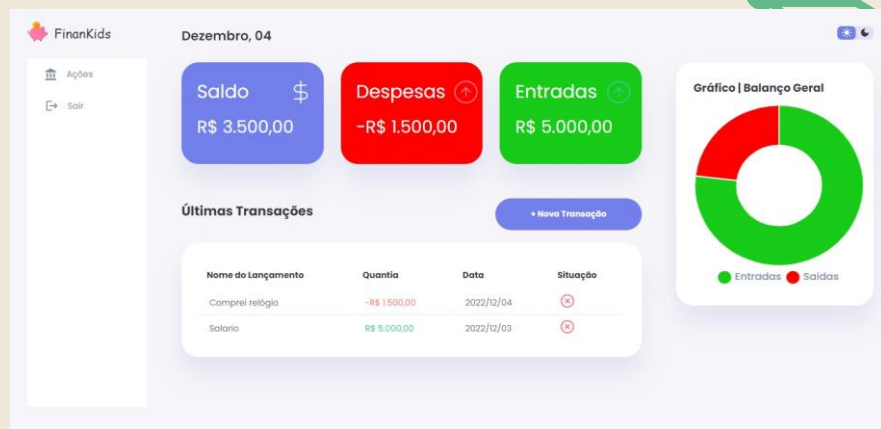 FinanKids
Ações
Sair
Dezembro, 04
Saldo $
R$ 3.500,00
Despesas
-R$ 1.500,00
Entradas
R$ 5.000,00
Últimas Transações
+ Nova Transação
Nome do Lançamento Quantia Data Situação
Comprei relógio -R$ 1.500,00 2022/12/04
Salario R$ 5.000,00 2022/12/03
Gráfico | Balanço Geral
Entradas Saídas